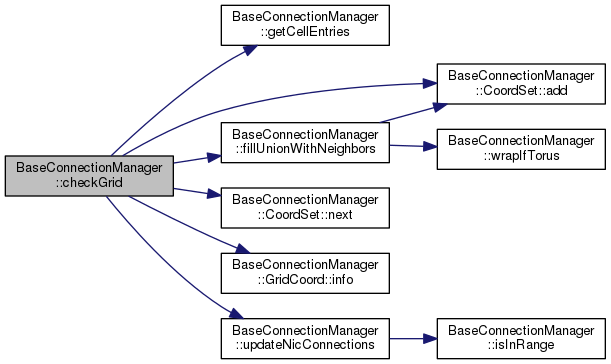 BaseConnectionManager
::checkGrid
BaseConnectionManager
::getCellEntries
BaseConnectionManager
::CoordSet::add
BaseConnectionManager
::fillUnionWithNeighbors
BaseConnectionManager
::wrapIfTorus
BaseConnectionManager
::CoordSet::next
BaseConnectionManager
::GridCoord::info
BaseConnectionManager
::updateNicConnections
BaseConnectionManager
::isInRange